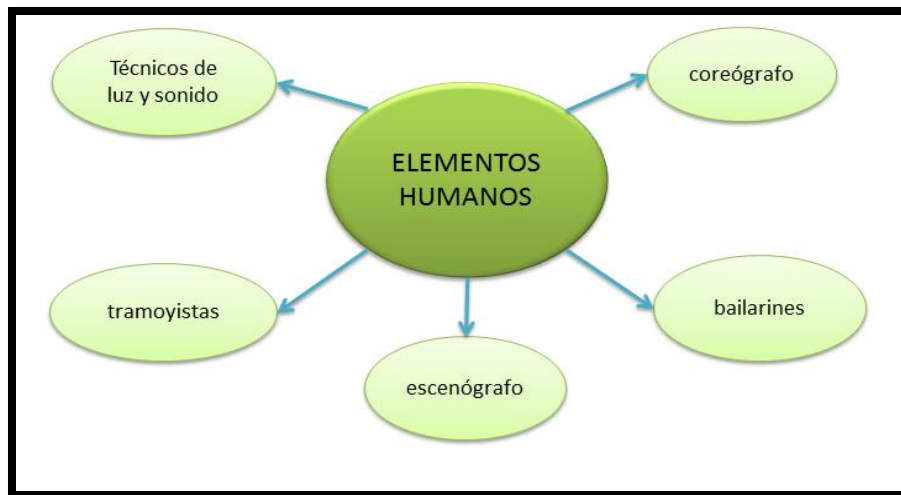 Técnicos de
luz y sonido
coreógrafo
ELEMENTOS
HUMANOS
tramoyistas
bailarines
escenógrafo